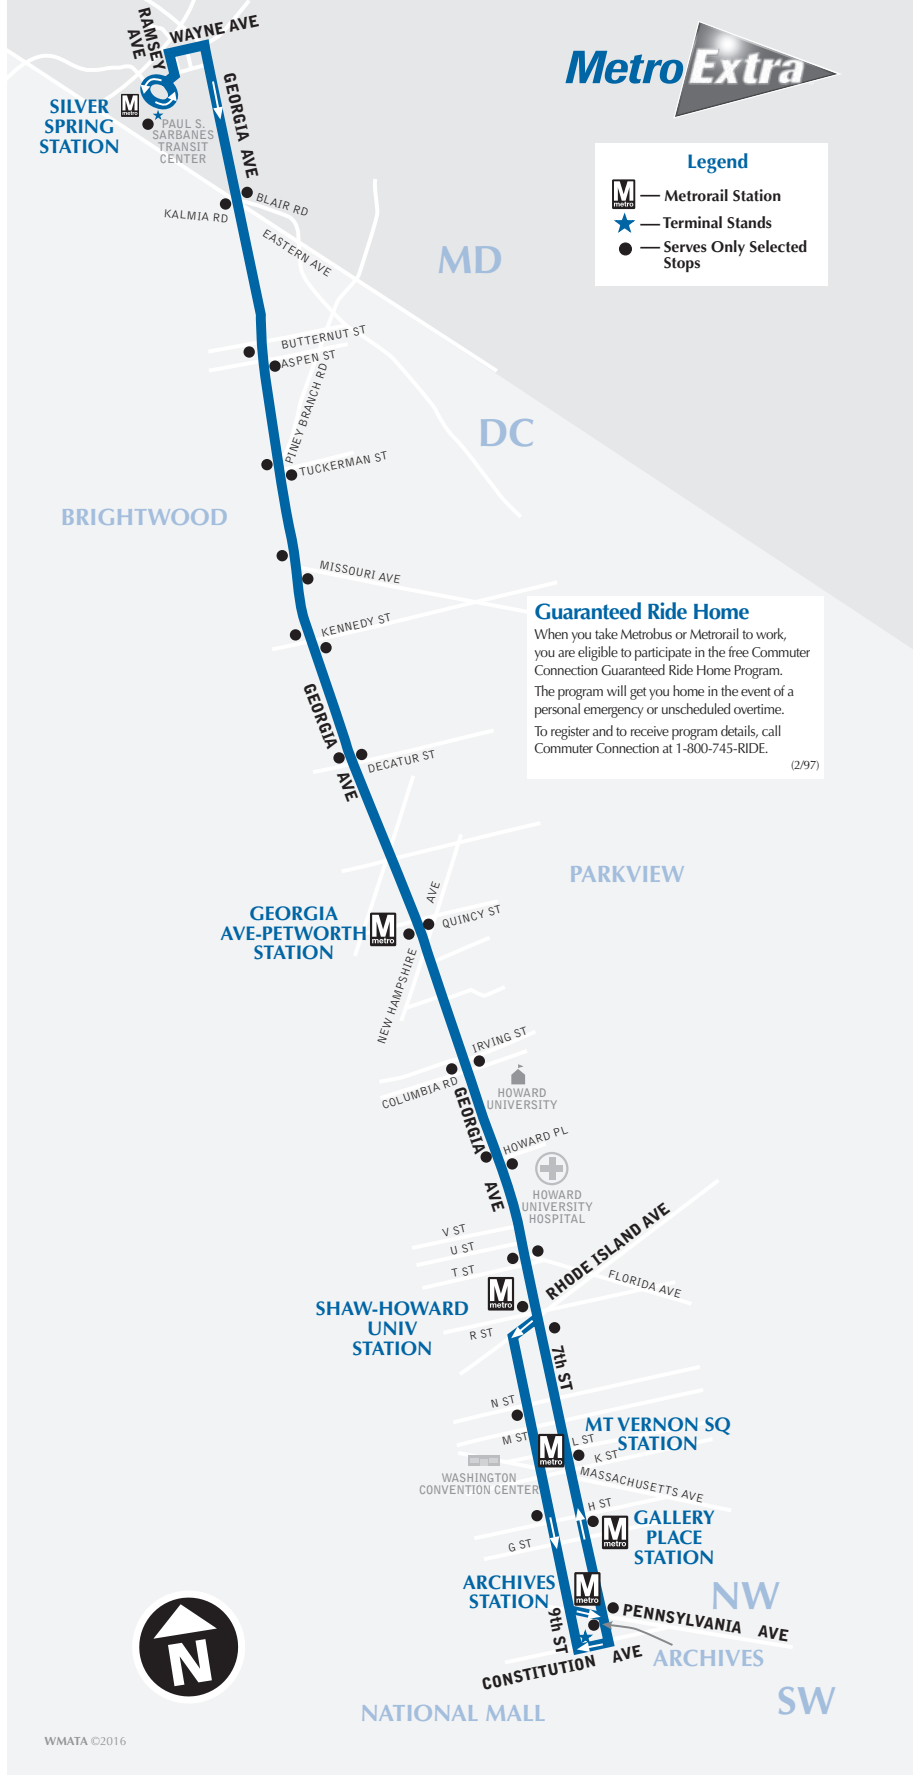 RAMSEY
AVE
WAYNE AVE
MetroExtra
SILVER
SPRING
STATION
M
metro
PAUL S.
SARBANES
TRANSIT
CENTER
GEORGIA AVE
Legend
M
metro
Metrorail Station
Terminal Stands
Serves Only Selected
Stops
KALMIA RD
BLAIR RD
EASTERN AVE
MD
BUTTERNUT ST
ASPEN ST
PINEY BRANCH RD
DC
TUCKERMAN ST
BRIGHTWOOD
MISSOURI AVE
KENNEDY ST
Guaranteed Ride Home
When you take Metrobus or Metrorail to work,
you are eligible to participate in the free Commuter
Connection Guaranteed Ride Home Program.
The program will get you home in the event of a
personal emergency or unscheduled overtime.
To register and to receive program details, call
Commuter Connection at 1-800-745-RIDE.
(2/97)
GEORGIA
AVE
DECATUR ST
PARKVIEW
GEORGIA
AVE-PETWORTH
STATION
M
metro
NEW HAMPSHIRE
AVE
QUINCY ST
IRVING ST
COLUMBIA RD
HOWARD
UNIVERSITY
GEORGIA
AVE
HOWARD PL
HOWARD
UNIVERSITY
HOSPITAL
V ST
U ST
T ST
RHODE ISLAND AVE
FLORIDA AVE
M
metro
SHAW-HOWARD
UNIV
STATION
R ST
7th ST
N ST
M ST
MT VERNON SQ
STATION
M
metro
L ST
K ST
MASSACHUSETTS AVE
WASHINGTON
CONVENTION CENTER
H ST
G ST
M
metro
GALLERY
PLACE
STATION
ARCHIVES
STATION
M
metro
9th ST
NW
PENNSYLVANIA AVE
CONSTITUTION AVE
ARCHIVES
SW
NATIONAL MALL
N
WMATA ©2016